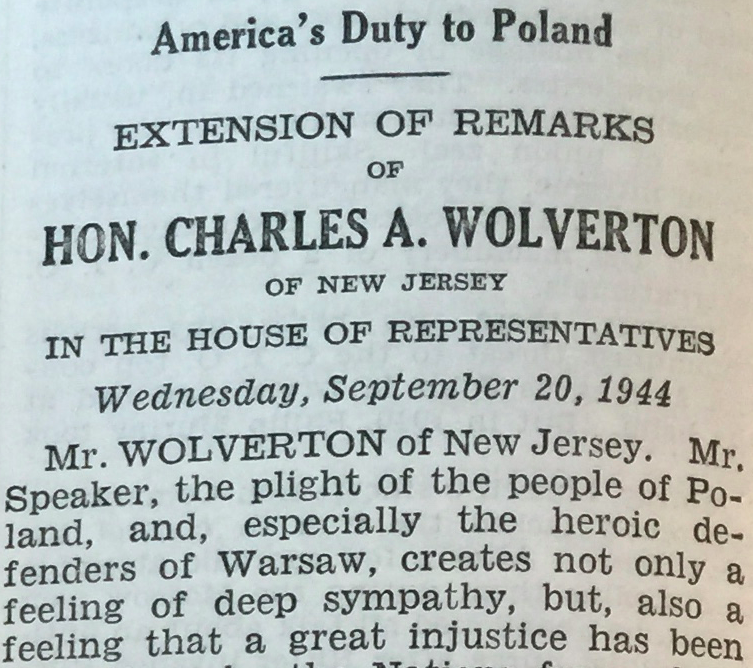 America's Duty to Poland
EXTENSION OF REMARKS
OF
HON. CHARLES A. WOLVERTON
OF NEW JERSEY
IN THE HOUSE OF REPRESENTATIVES
Wednesday, September 20, 1944
Mr. WOLVERTON of New Jersey. Mr.
Speaker, the plight of the people of Po-
land, and, especially the heroic de-
fenders of Warsaw, creates not only a
feeling of deep sympathy, but, also a
feeling that a great injustice has been